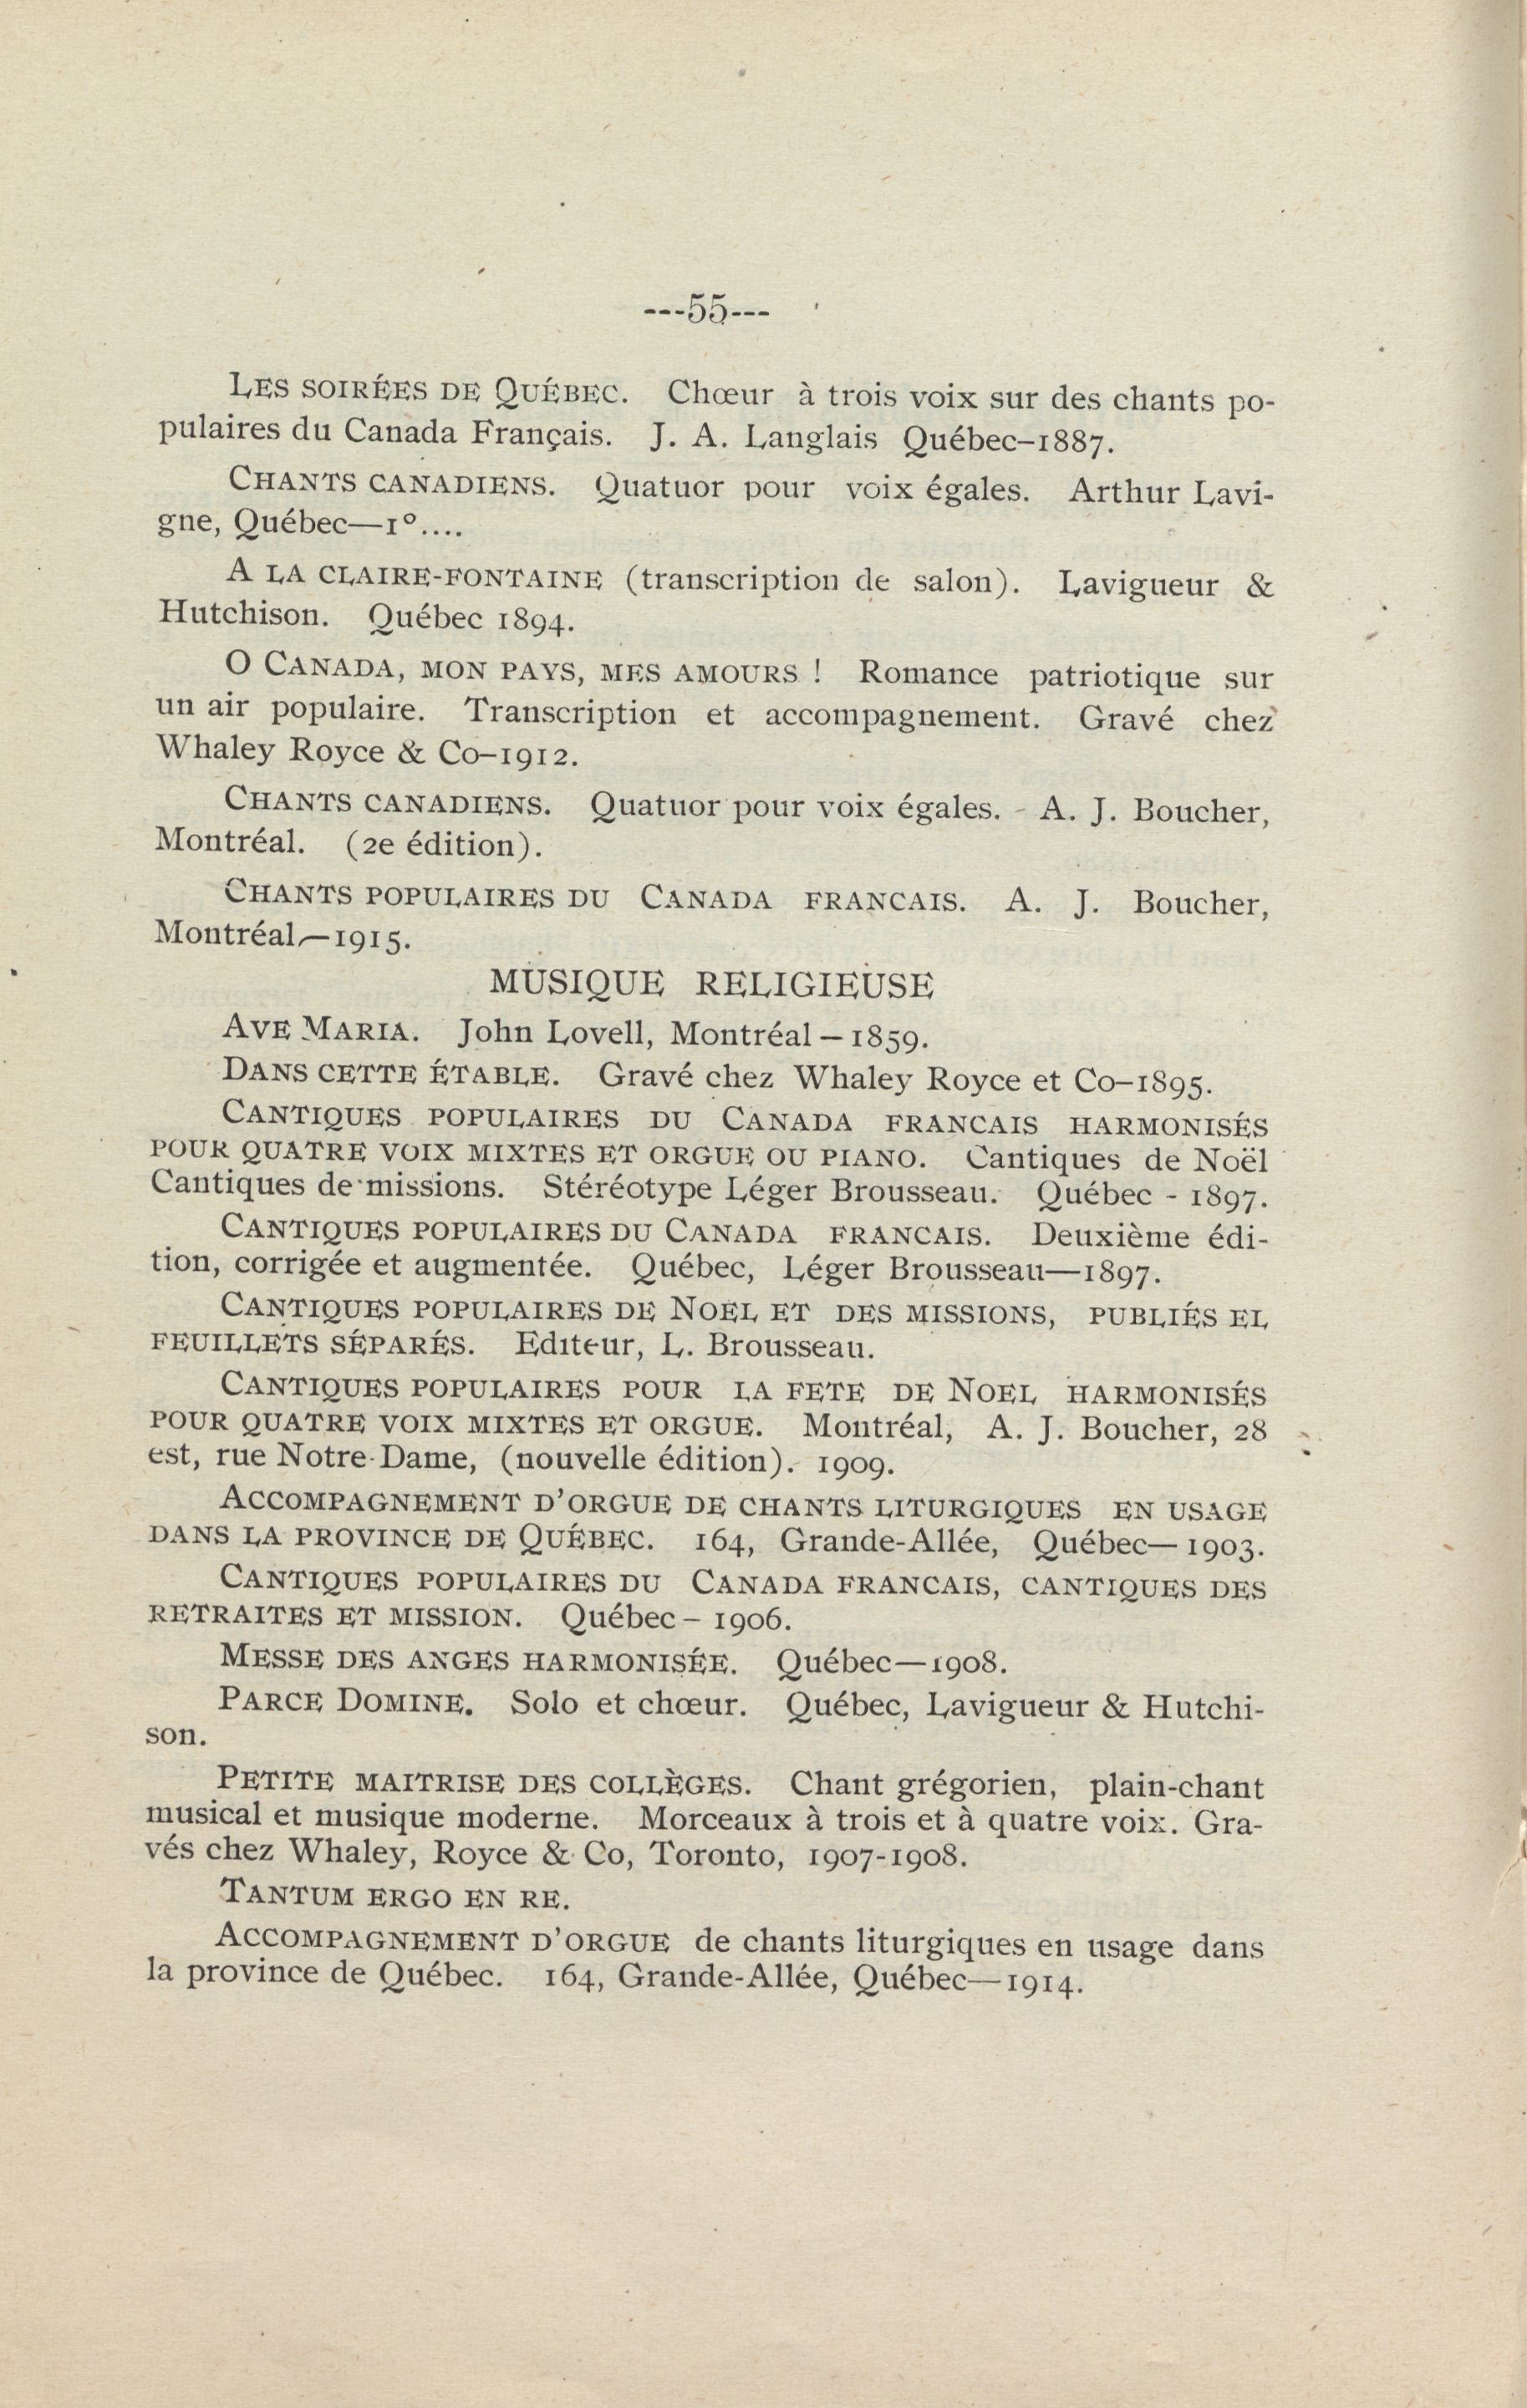 ---55---
LES SOIRÉES DE QUÉBEC. Chœur à trois voix sur des chants po-
pulaires du Canada Français. J. A. Langlais Québec–1887.
CHANTS CANADIENS. Quatuor pour voix égales. Arthur Lavi-
gne, Québec—1°....
A LA CLAIRE-FONTAINE (transcription de salon). Lavigueur &
Hutchison. Québec 1894.
O CANADA, MON PAYS, MES AMOURS ! Romance patriotique sur
un air populaire. Transcription et accompagnement. Gravé chez
Whaley Royce & Co–1912.
CHANTS CANADIENS. Quatuor pour voix égales. - A. J. Boucher,
Montréal. (2e édition).
CHANTS POPULAIRES DU CANADA FRANCAIS. A. J. Boucher,
Montréal,—1915.
MUSIQUE RELIGIEUSE
AVE MARIA. John Lovell, Montréal – 1859.
DANS CETTE ÉTABLE. Gravé chez Whaley Royce et Co–1895.
CANTIQUES POPULAIRES DU CANADA FRANCAIS HARMONISÉS
POUR QUATRE VOIX MIXTES ET ORGUE OU PIANO. Cantiques de Noël
Cantiques de missions. Stéréotype Léger Brousseau. Québec - 1897.
CANTIQUES POPULAIRES DU CANADA FRANCAIS. Deuxième édi-
tion, corrigée et augmentée. Québec, Léger Brousseau—1897.
CANTIQUES POPULAIRES DE NOEL ET DES MISSIONS, PUBLIÉS EL
FEUILLETS SÉPARÉS. Editeur, L. Brousseau.
CANTIQUES POPULAIRES POUR LA FETE DE NOEL HARMONISÉS
POUR QUATRE VOIX MIXTES ET ORGUE. Montréal, A. J. Boucher, 28
est, rue Notre-Dame, (nouvelle édition). 1909.
ACCOMPAGNEMENT D'ORGUE DE CHANTS LITURGIQUES EN USAGE
DANS LA PROVINCE DE QUÉBEC. 164, Grande-Allée, Québec— 1903.
CANTIQUES POPULAIRES DU CANADA FRANCAIS, CANTIQUES DES
RETRAITES ET MISSION. Québec – 1906.
MESSE DES ANGES HARMONISÉE. Québec—1908.
PARCE DOMINE. Solo et chœur. Québec, Lavigueur & Hutchi-
son.
PETITE MAITRISE DES COLLÈGES. Chant grégorien, plain-chant
musical et musique moderne. Morceaux à trois et à quatre voix. Gra-
vés chez Whaley, Royce & Co, Toronto, 1907-1908.
TANTUM ERGO EN RE.
ACCOMPAGNEMENT D'ORGUE de chants liturgiques en usage dans
la province de Québec. 164, Grande-Allée, Québec—1914.